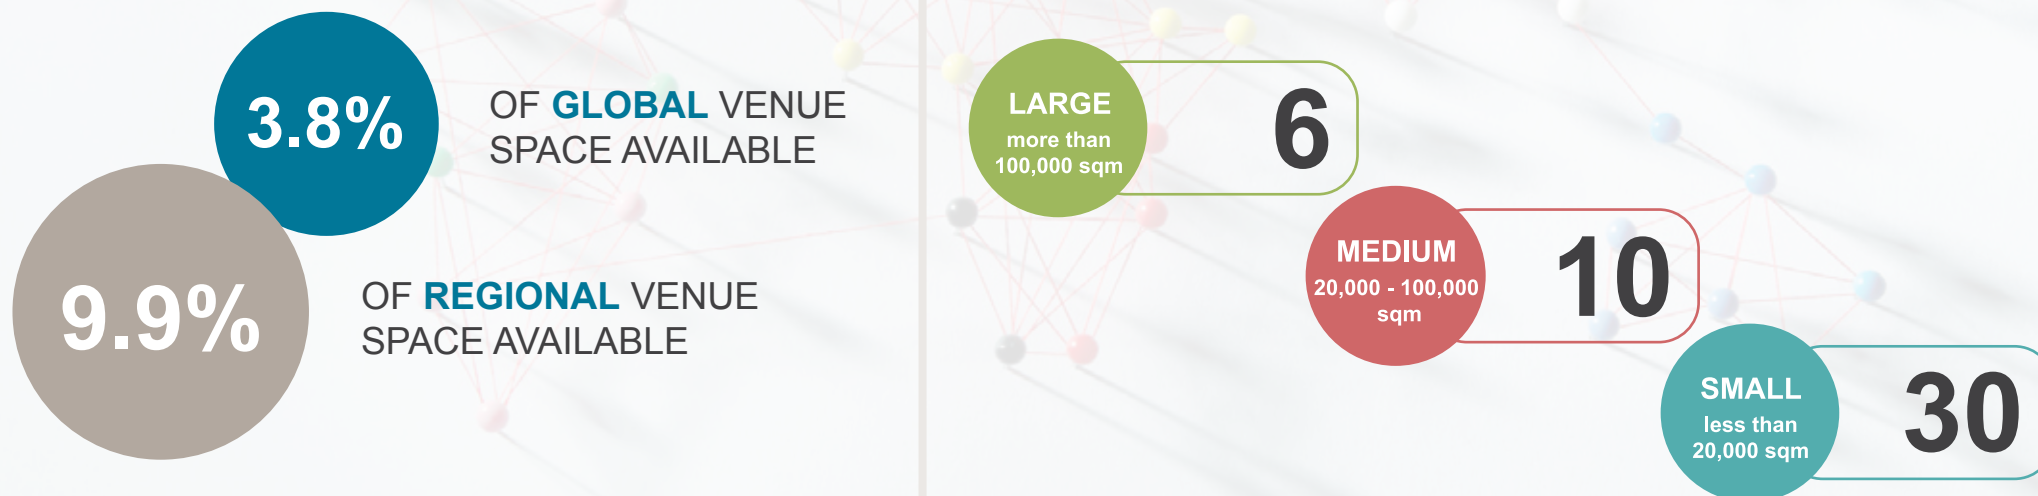 3.8%
OF GLOBAL VENUE
SPACE AVAILABLE
9.9%
OF REGIONAL VENUE
SPACE AVAILABLE
LARGE
more than
100,000 sqm
6
MEDIUM
20,000 - 100,000
sqm
10
SMALL
less than
20,000 sqm
30